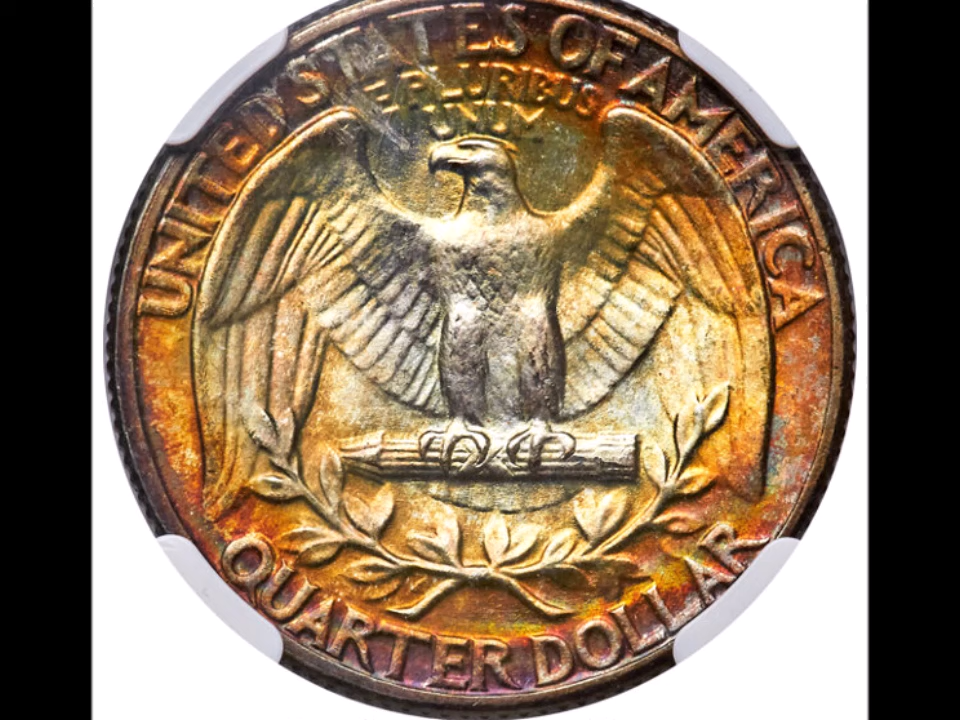 UNITED STATES OF AMERICA
E PLURIBUS
UNUM
QUARTER DOLLAR